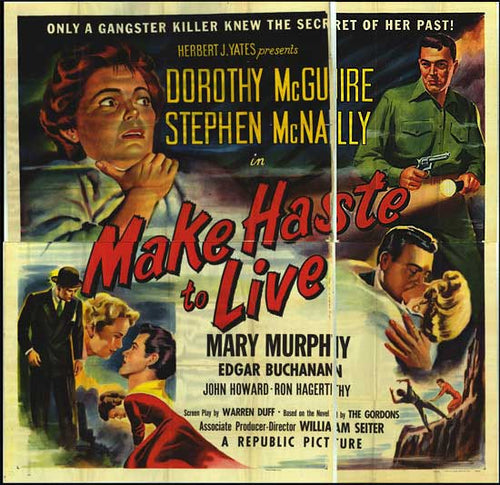 ONLY A GANGSTER KILLER KNEW THE SECRET OF HER PAST!
HERBERT J. YATES presents
DOROTHY McGUIRE
STEPHEN McNALLY
in
Make Haste
to Live
MARY MURPHY
EDGAR BUCHANAN
JOHN HOWARD · RON HAGERTHY
Screen Play by WARREN DUFF · Based on the Novel by THE GORDONS
Associate Producer-Director WILLIAM SEITER
A REPUBLIC PICTURE